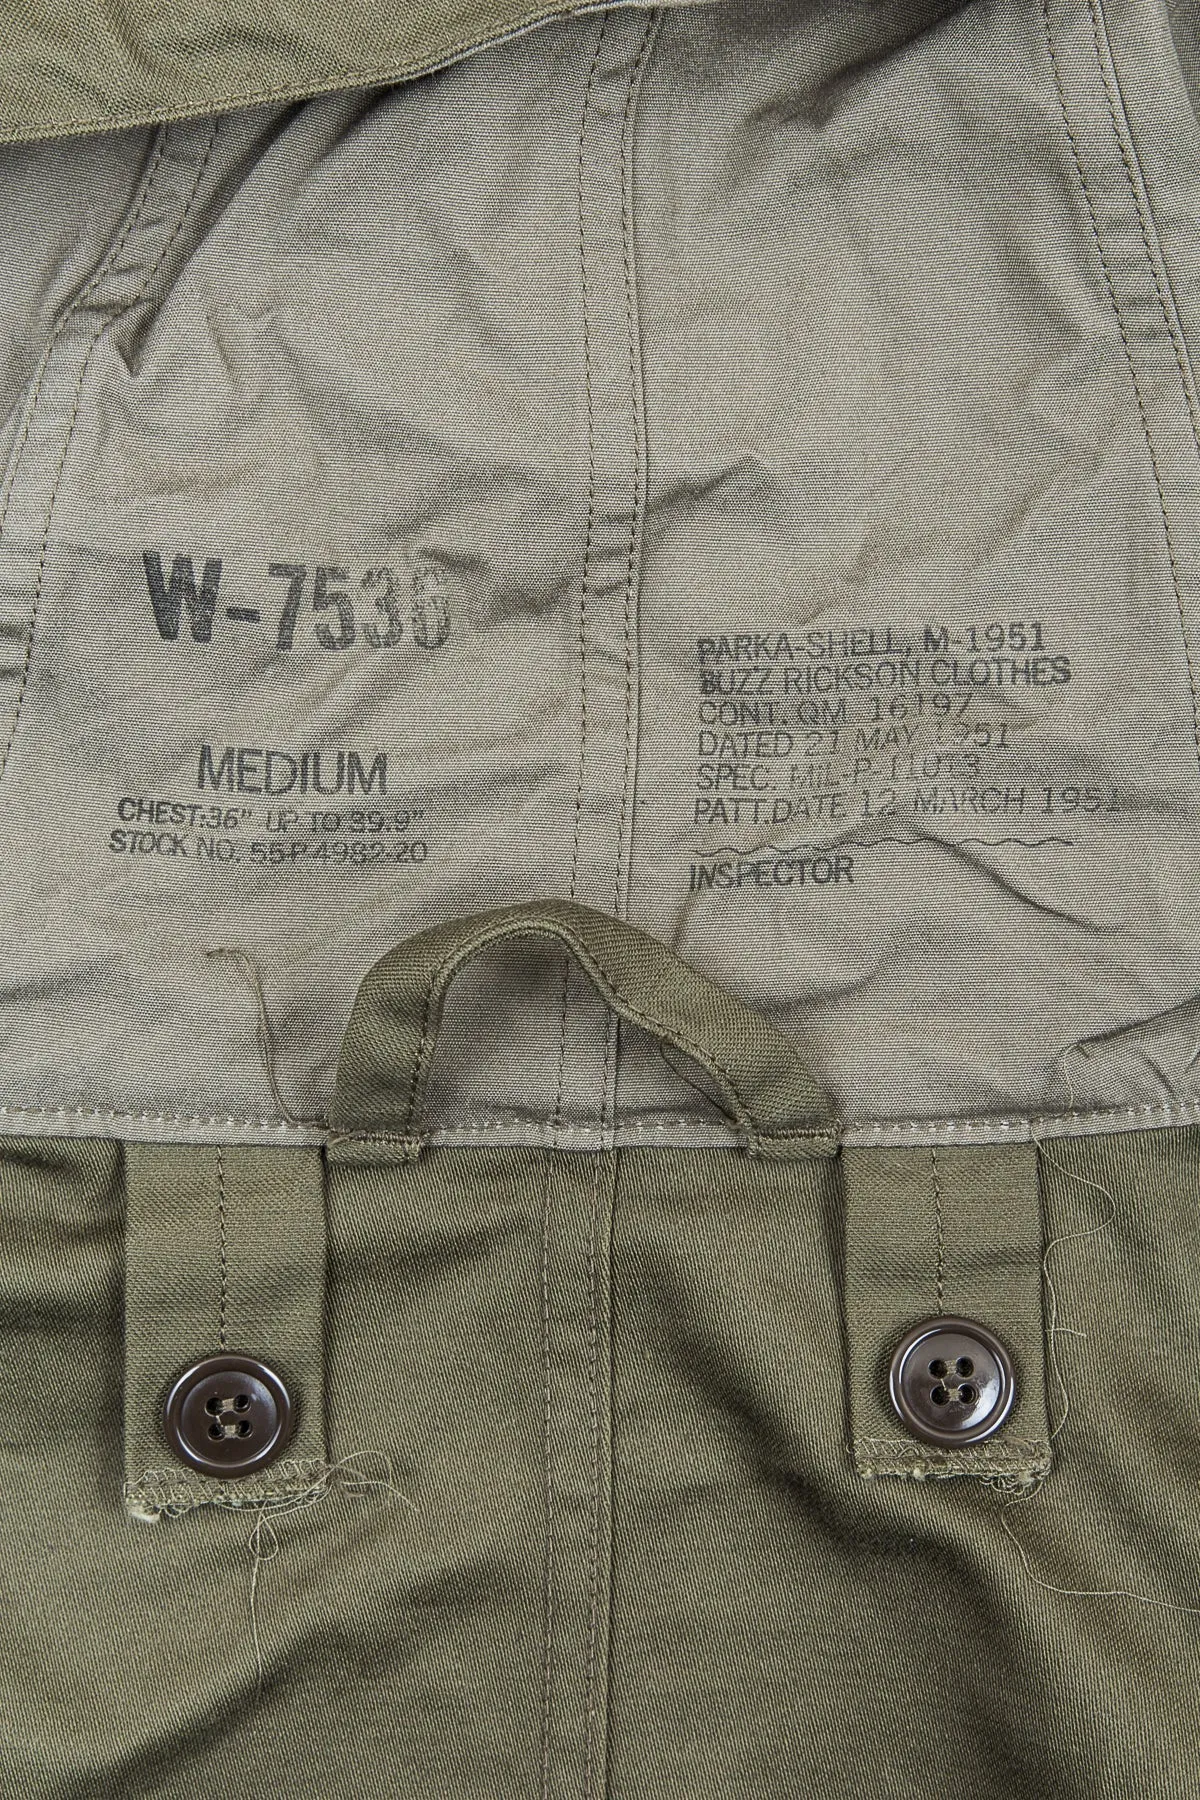 W-7536
MEDIUM
CHEST:36" UP TO 39.9"
STOCK NO. 55-P-4982-20
PARKA-SHELL, M-1951
BUZZ RICKSON CLOTHES
CONT. QM. 16197
DATED 21 MAY 1951
SPEC. MIL-P-11013
PATT.DATE 12 MARCH 1951
INSPECTOR